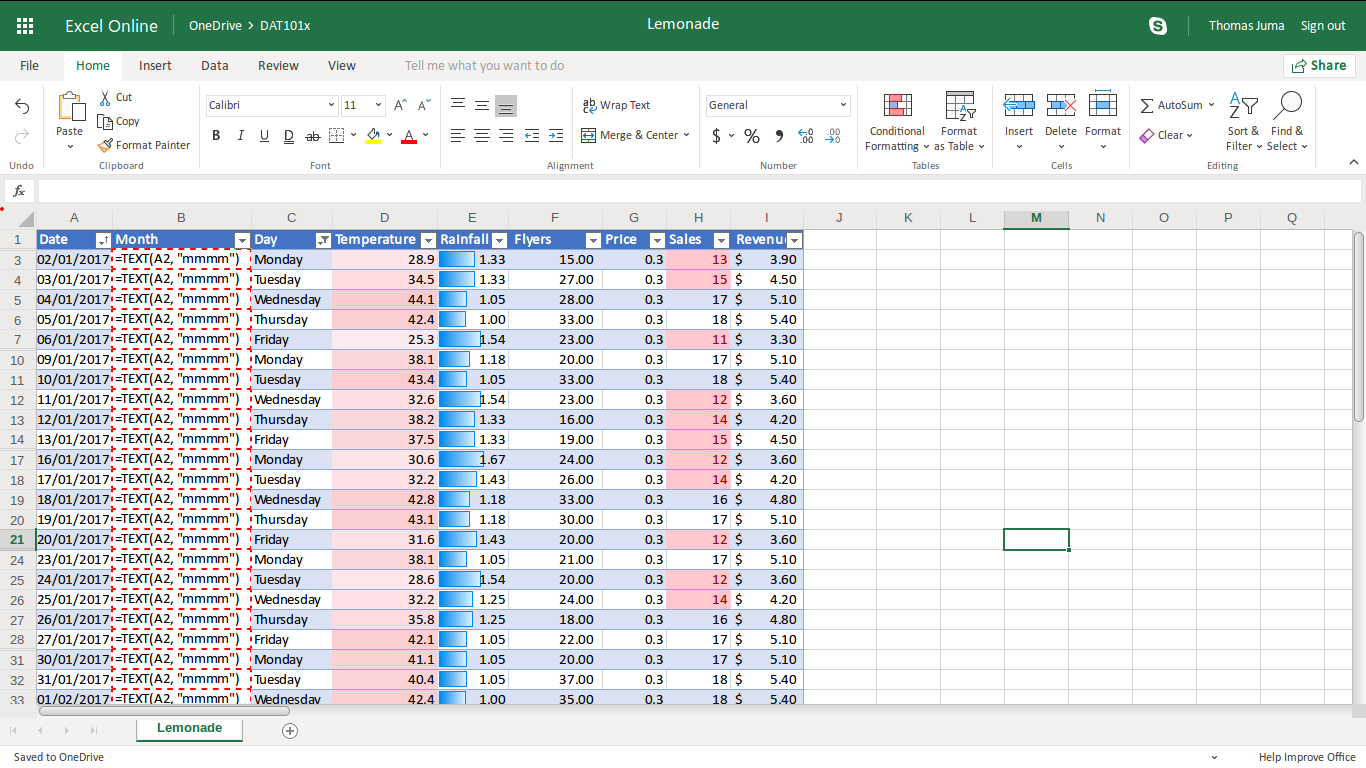 Excel Online OneDrive > DAT101x Lemonade Thomas Juma Sign out
File Home Insert Data Review View Tell me what you want to do Share
Cut
Copy
Format Painter
Paste
Calibri 11
B I U D ab A
ab Wrap Text
Merge & Center
General
$ % , .00 .0
Conditional Formatting Format as Table
Insert Delete Format
AutoSum
Clear
Sort & Filter Find & Select
Undo Clipboard Font Alignment Number Tables Cells Editing
fx
A B C D E F G H I J K L M N O P Q
1 Date Month Day Temperature Rainfall Flyers Price Sales Revenu
3 02/01/2017 =TEXT(A2, "mmmm") Monday 28.9 1.33 15.00 0.3 13 $ 3.90
4 03/01/2017 =TEXT(A2, "mmmm") Tuesday 34.5 1.33 27.00 0.3 15 $ 4.50
5 04/01/2017 =TEXT(A2, "mmmm") Wednesday 44.1 1.05 28.00 0.3 17 $ 5.10
6 05/01/2017 =TEXT(A2, "mmmm") Thursday 42.4 1.00 33.00 0.3 18 $ 5.40
7 06/01/2017 =TEXT(A2, "mmmm") Friday 25.3 1.54 23.00 0.3 11 $ 3.30
10 09/01/2017 =TEXT(A2, "mmmm") Monday 38.1 1.18 20.00 0.3 17 $ 5.10
11 10/01/2017 =TEXT(A2, "mmmm") Tuesday 43.4 1.05 33.00 0.3 18 $ 5.40
12 11/01/2017 =TEXT(A2, "mmmm") Wednesday 32.6 1.54 23.00 0.3 12 $ 3.60
13 12/01/2017 =TEXT(A2, "mmmm") Thursday 38.2 1.33 16.00 0.3 14 $ 4.20
14 13/01/2017 =TEXT(A2, "mmmm") Friday 37.5 1.33 19.00 0.3 15 $ 4.50
17 16/01/2017 =TEXT(A2, "mmmm") Monday 30.6 1.67 24.00 0.3 12 $ 3.60
18 17/01/2017 =TEXT(A2, "mmmm") Tuesday 32.2 1.43 26.00 0.3 14 $ 4.20
19 18/01/2017 =TEXT(A2, "mmmm") Wednesday 42.8 1.18 33.00 0.3 16 $ 4.80
20 19/01/2017 =TEXT(A2, "mmmm") Thursday 43.1 1.18 30.00 0.3 17 $ 5.10
21 20/01/2017 =TEXT(A2, "mmmm") Friday 31.6 1.43 20.00 0.3 12 $ 3.60
24 23/01/2017 =TEXT(A2, "mmmm") Monday 38.1 1.05 21.00 0.3 17 $ 5.10
25 24/01/2017 =TEXT(A2, "mmmm") Tuesday 28.6 1.54 20.00 0.3 12 $ 3.60
26 25/01/2017 =TEXT(A2, "mmmm") Wednesday 32.2 1.25 24.00 0.3 14 $ 4.20
27 26/01/2017 =TEXT(A2, "mmmm") Thursday 35.8 1.25 18.00 0.3 16 $ 4.80
28 27/01/2017 =TEXT(A2, "mmmm") Friday 42.1 1.05 22.00 0.3 17 $ 5.10
31 30/01/2017 =TEXT(A2, "mmmm") Monday 41.1 1.05 20.00 0.3 17 $ 5.10
32 31/01/2017 =TEXT(A2, "mmmm") Tuesday 40.4 1.05 37.00 0.3 18 $ 5.40
33 01/02/2017 =TEXT(A2, "mmmm") Wednesday 42.4 1.00 35.00 0.3 18 $ 5.40
Lemonade
Saved to OneDrive Help Improve Office